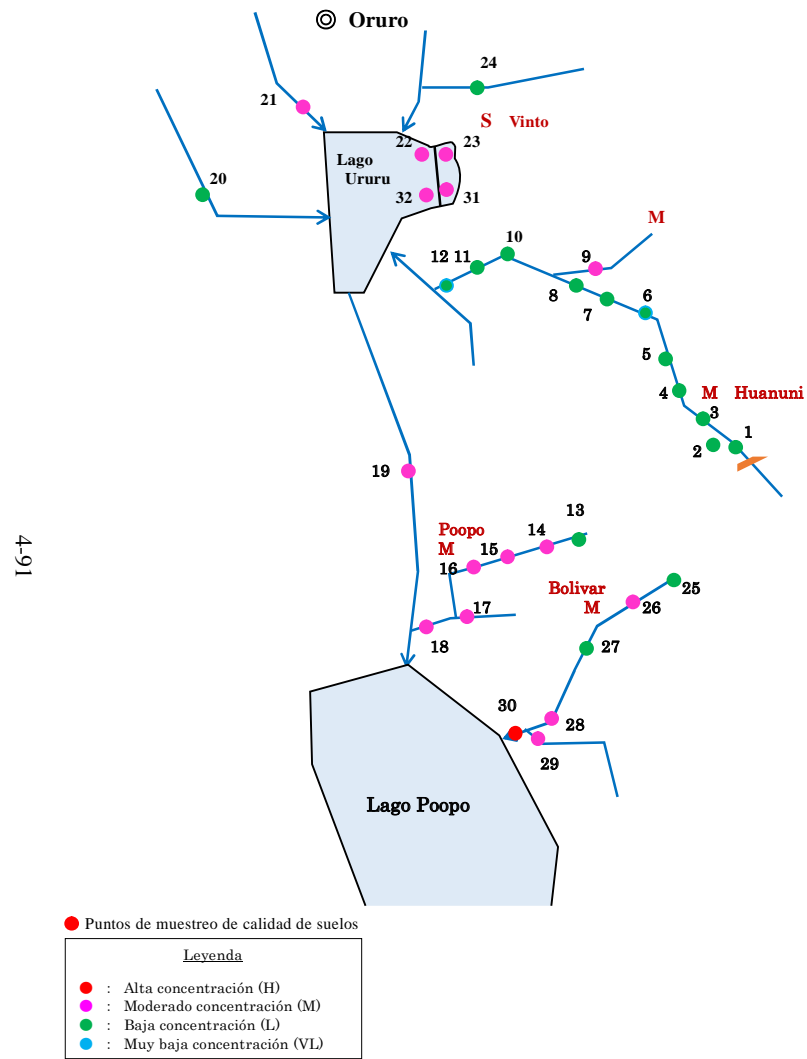 Oruro
24
21
S Vinto
22
23
Lago
Ururu
20
32
31
M
10
12 11
9
8
7
6
5
4
M Huanuni
3
1
2
19
13
Poopo
M
14
15
16
Bolivar
M
25
26
17
18
27
30
28
29
Lago Poopo
4-91
Puntos de muestreo de calidad de suelos
Leyenda
: Alta concentración (H)
: Moderado concentración (M)
: Baja concentración (L)
: Muy baja concentración (VL)